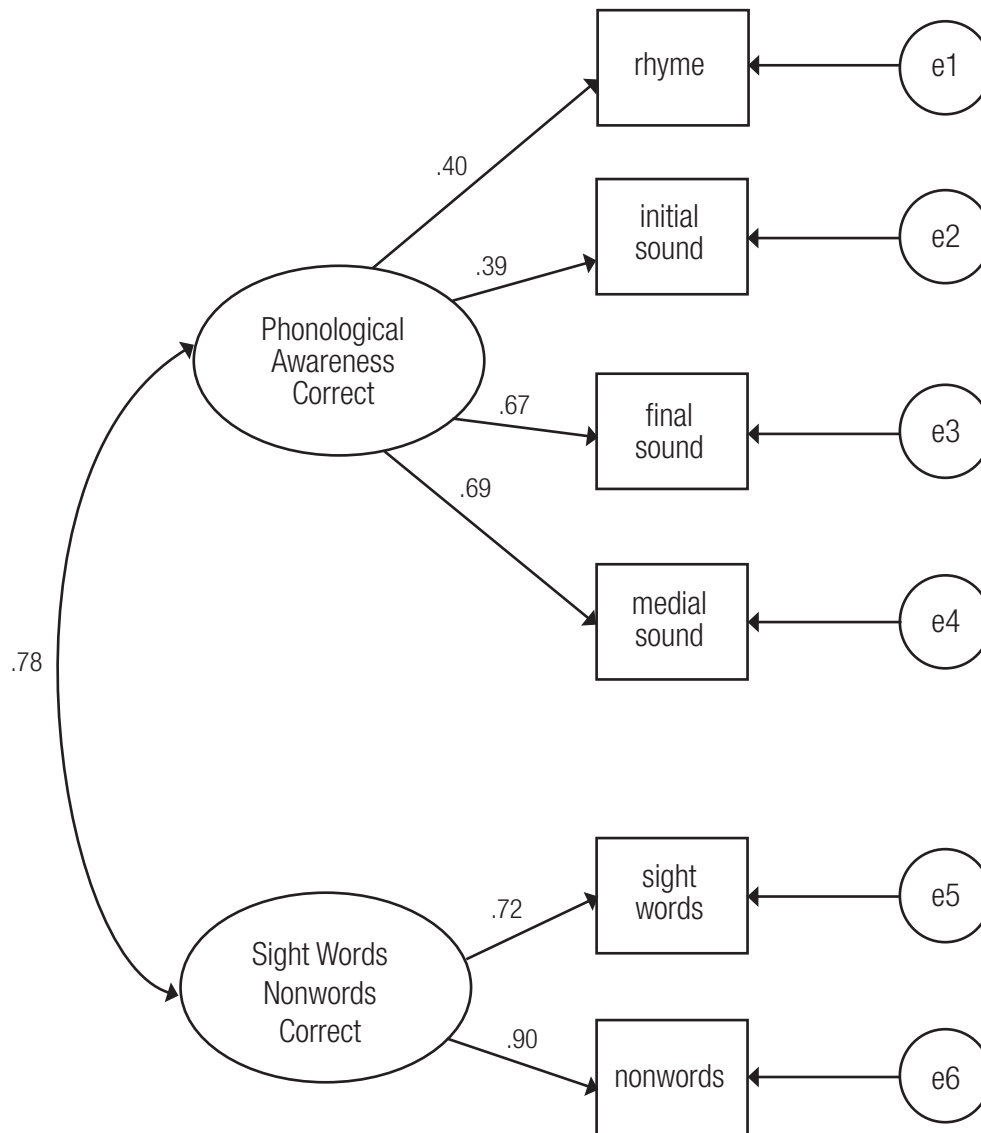 rhyme
e1
.40
initial
sound
e2
.39
Phonological
Awareness
Correct
.67
final
sound
e3
.69
medial
sound
e4
.78
sight
words
e5
.72
Sight Words
Nonwords
Correct
.90
nonwords
e6